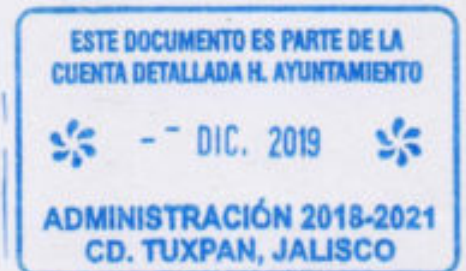 ESTE DOCUMENTO ES PARTE DE LA
CUENTA DETALLADA H. AYUNTAMIENTO
- - DIC. 2019
ADMINISTRACIÓN 2018-2021
CD. TUXPAN, JALISCO